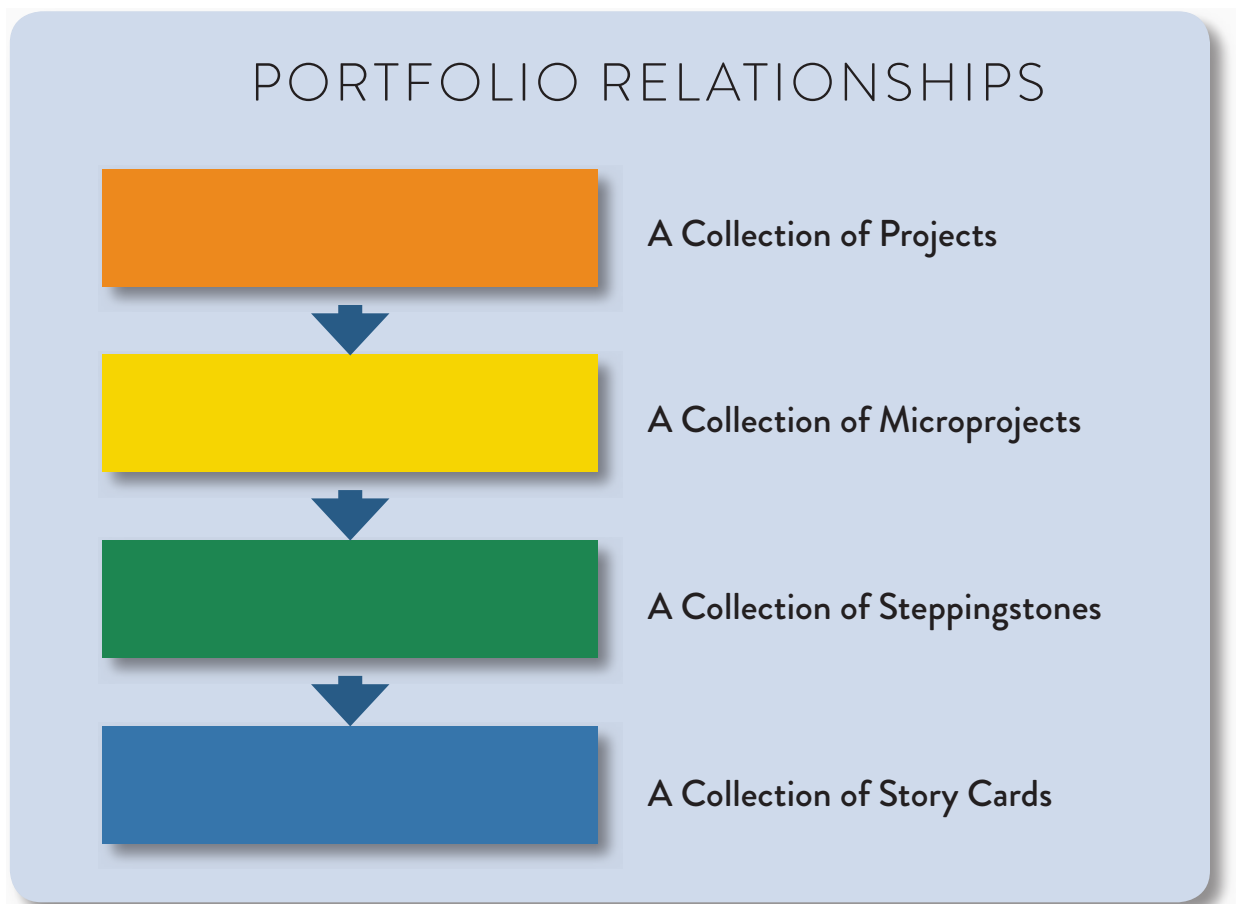 PORTFOLIO RELATIONSHIPS
A Collection of Projects
A Collection of Microprojects
A Collection of Steppingstones
A Collection of Story Cards